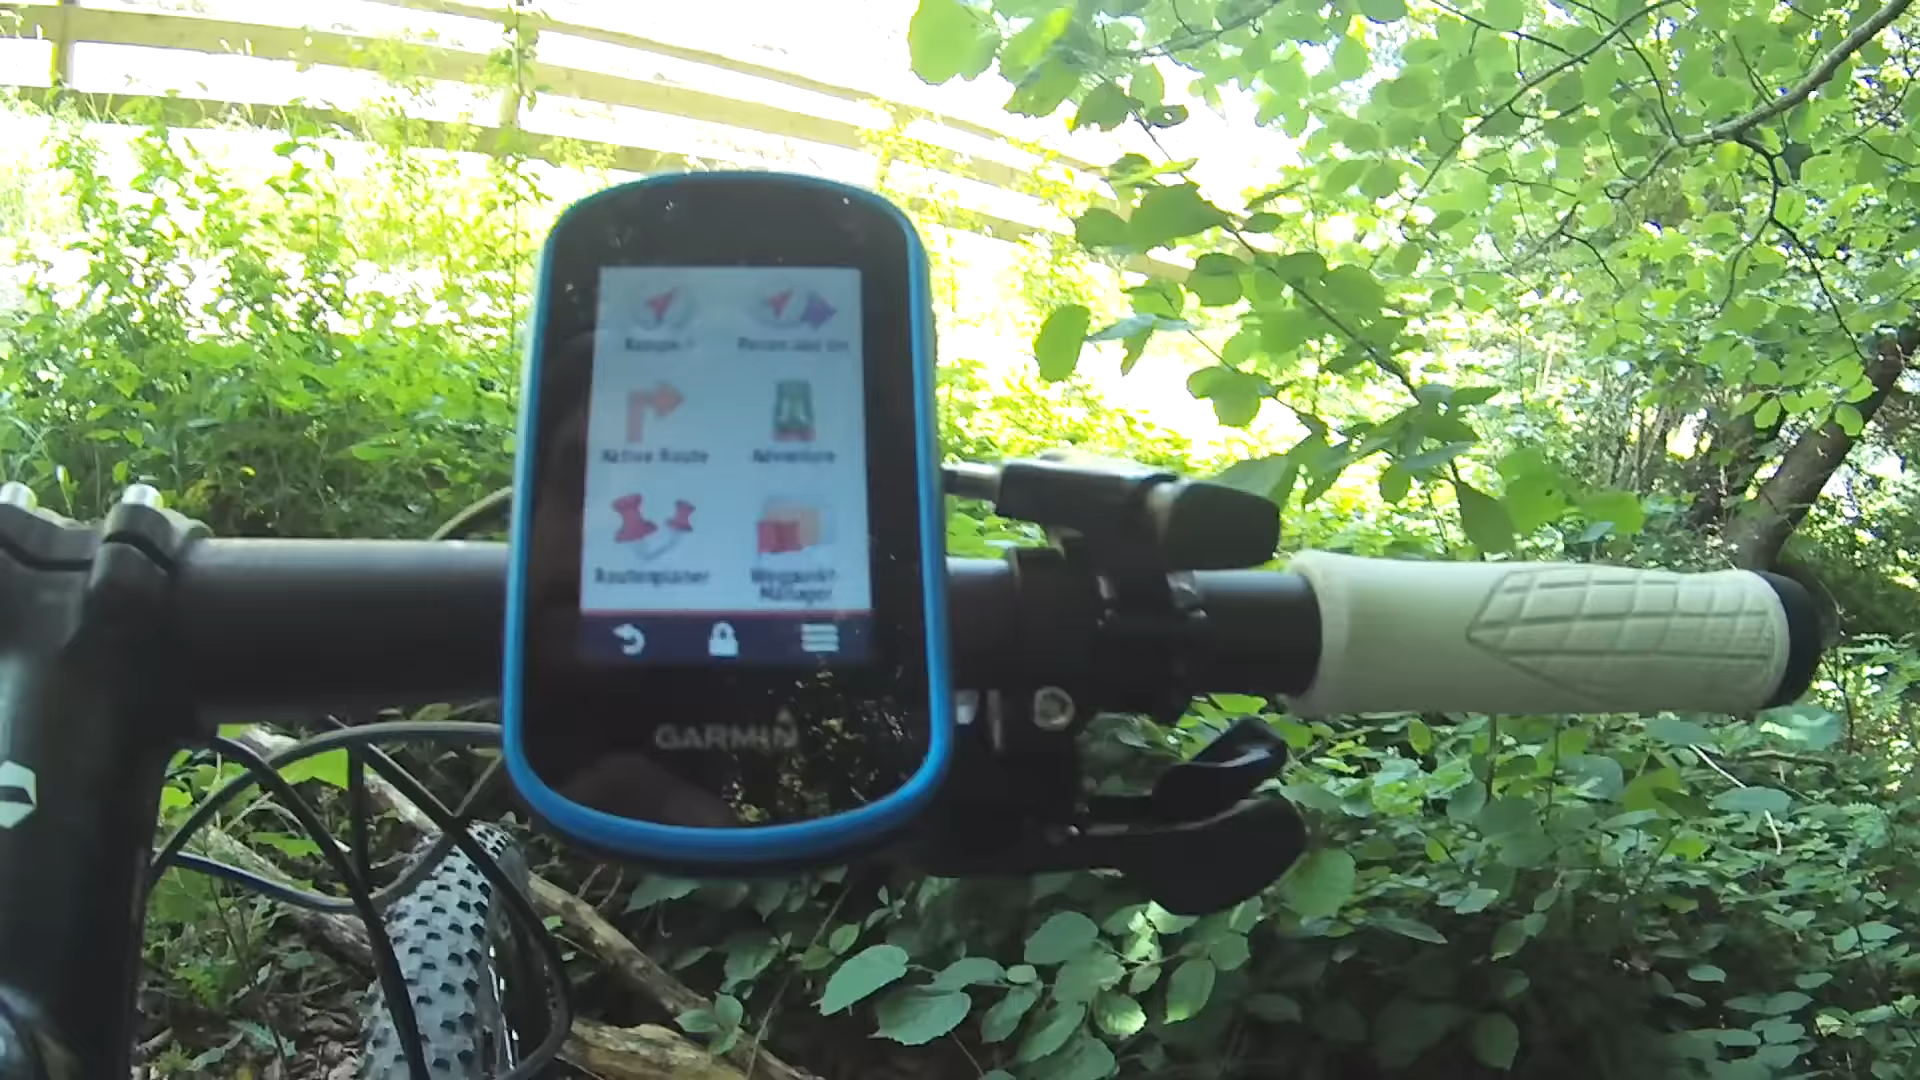 Aktive Route
Adventure
Routenplaner
Wegpunkt-
Manager
GARMIN